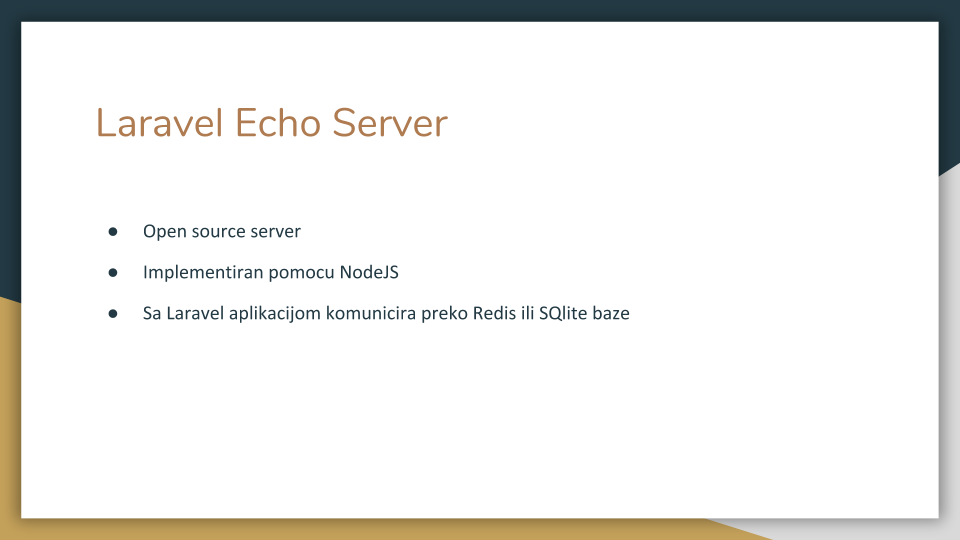 Laravel Echo Server
● Open source server
● Implementiran pomocu NodeJS
● Sa Laravel aplikacijom komunicira preko Redis ili SQlite baze